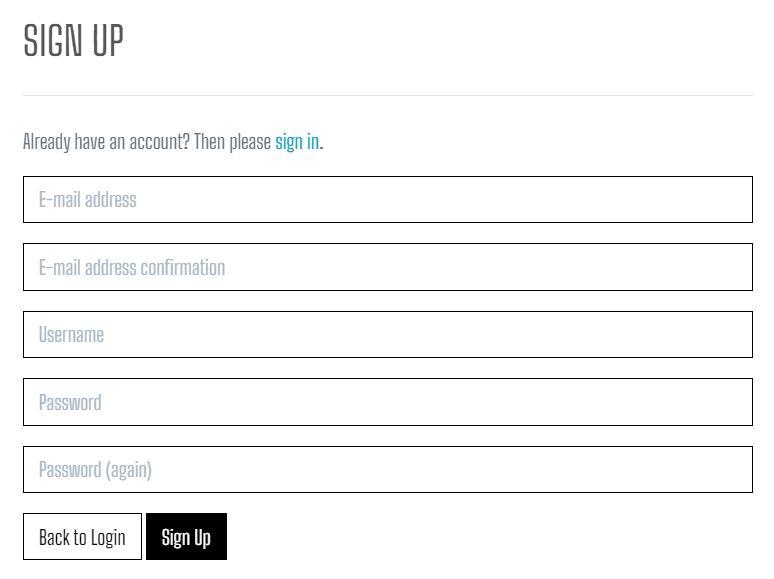 SIGN UP
Already have an account? Then please sign in.
E-mail address
E-mail address confirmation
Username
Password
Password (again)
Back to Login Sign Up